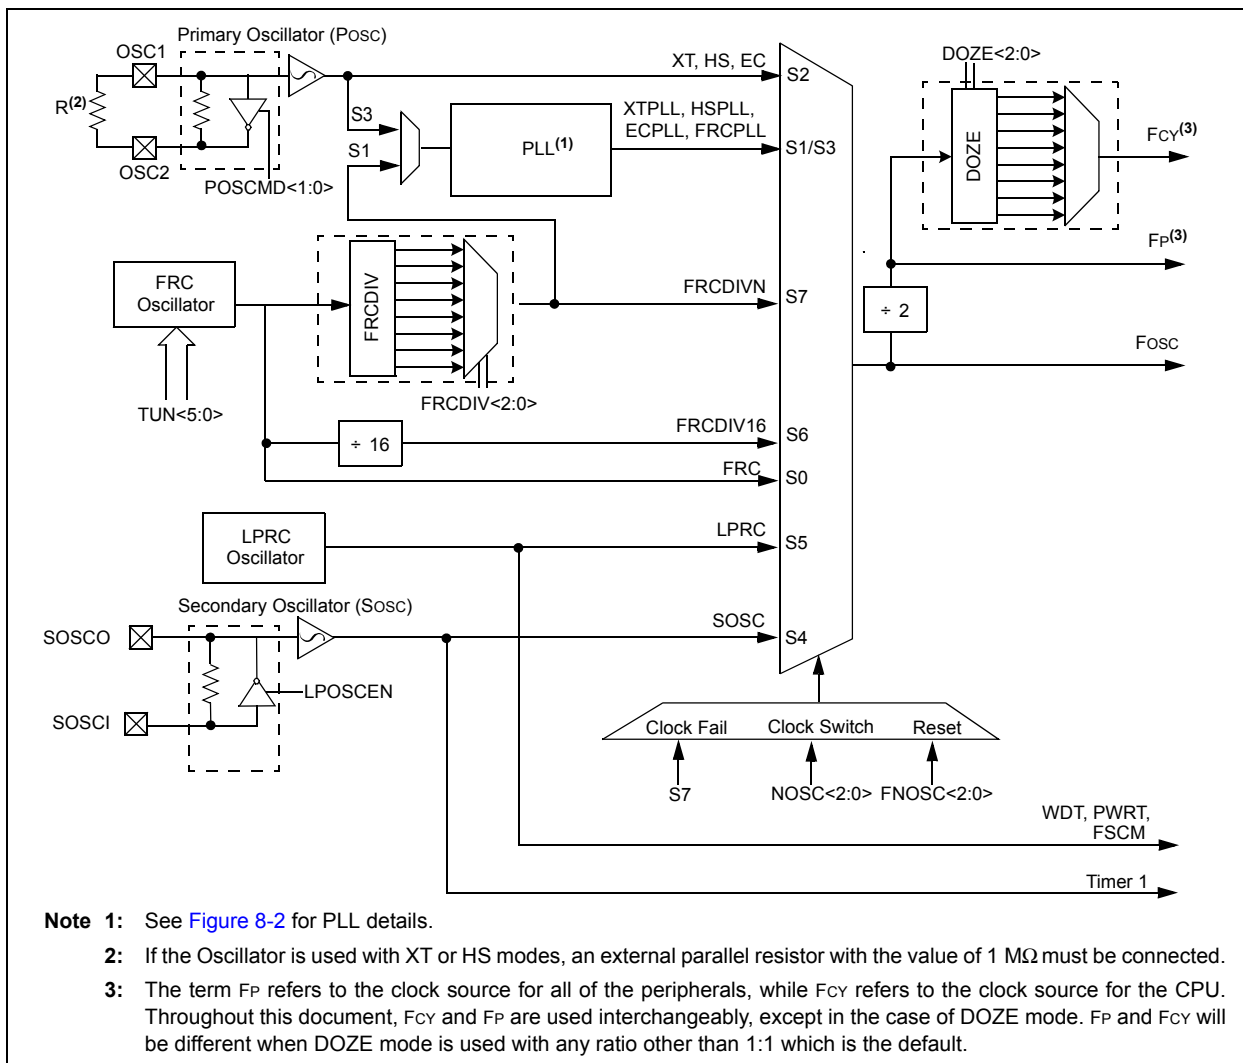 Primary Oscillator (POSC)
OSC1
R(2)
OSC2
POSCMD<1:0>
S3
S1
PLL(1)
XT, HS, EC
XTPLL, HSPLL,
ECPLL, FRCPLL
S2
S1/S3
DOZE<2:0>
DOZE
FCY(3)
FP(3)
÷ 2
FOSC
FRC
Oscillator
TUN<5:0>
FRCDIV
FRCDIV<2:0>
FRCDIVN
S7
÷ 16
FRCDIV16
S6
FRC
S0
LPRC
Oscillator
LPRC
S5
Secondary Oscillator (SOSC)
SOSCO
SOSCI
LPOSCEN
SOSC
S4
Clock Fail
Clock Switch
Reset
S7
NOSC<2:0>
FNOSC<2:0>
WDT, PWRT,
FSCM
Timer 1
Note 1: See Figure 8-2 for PLL details.
2: If the Oscillator is used with XT or HS modes, an external parallel resistor with the value of 1 MΩ must be connected.
3: The term FP refers to the clock source for all of the peripherals, while FCY refers to the clock source for the CPU.
Throughout this document, FCY and FP are used interchangeably, except in the case of DOZE mode. FP and FCY will
be different when DOZE mode is used with any ratio other than 1:1 which is the default.